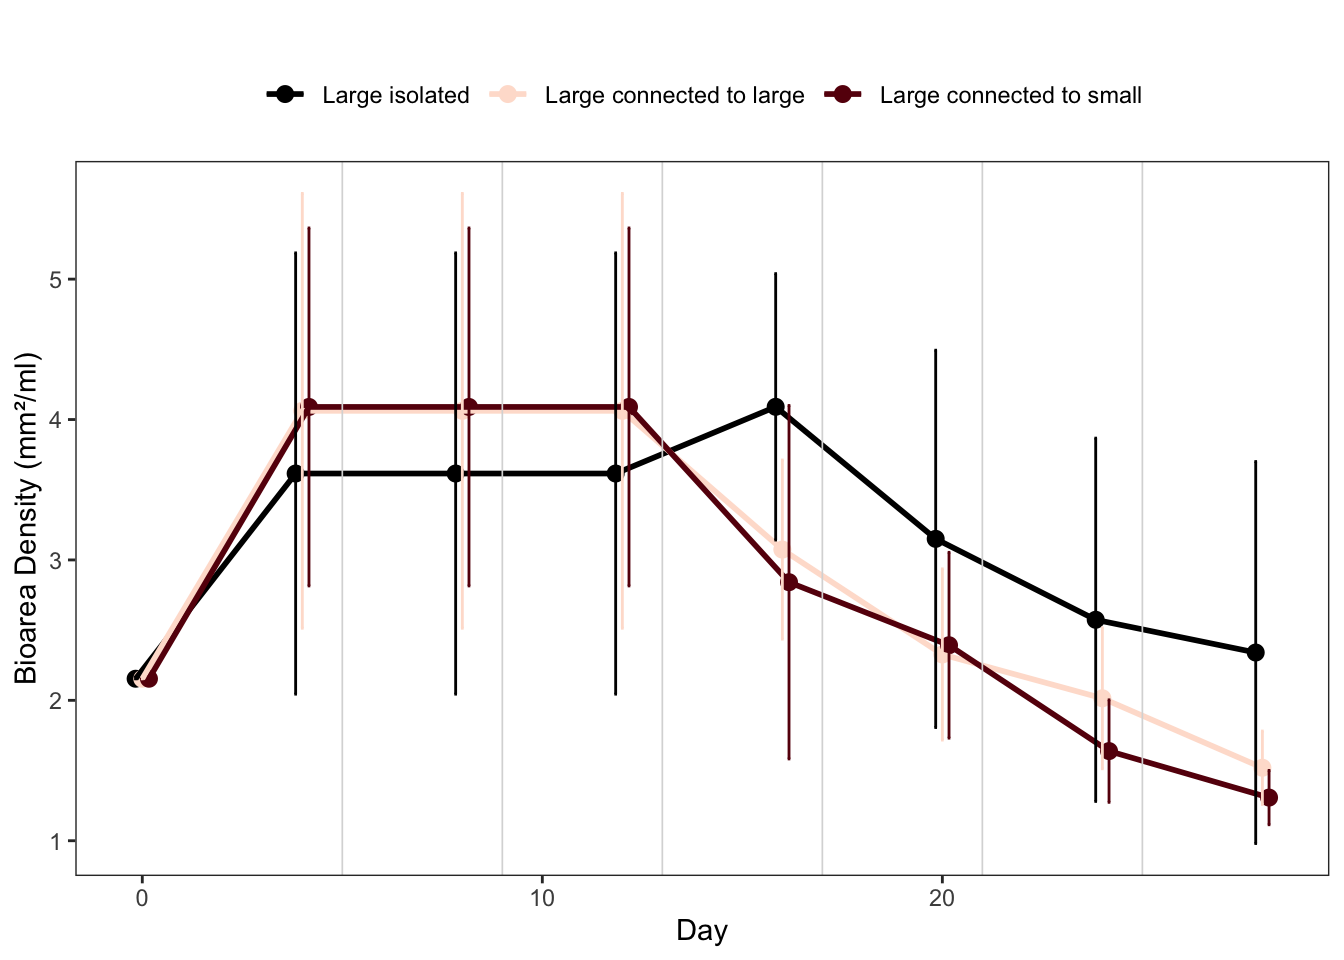 Large isolated Large connected to large Large connected to small
Bioarea Density (mm²/ml)
5
4
3
2
1
0 10 20
Day